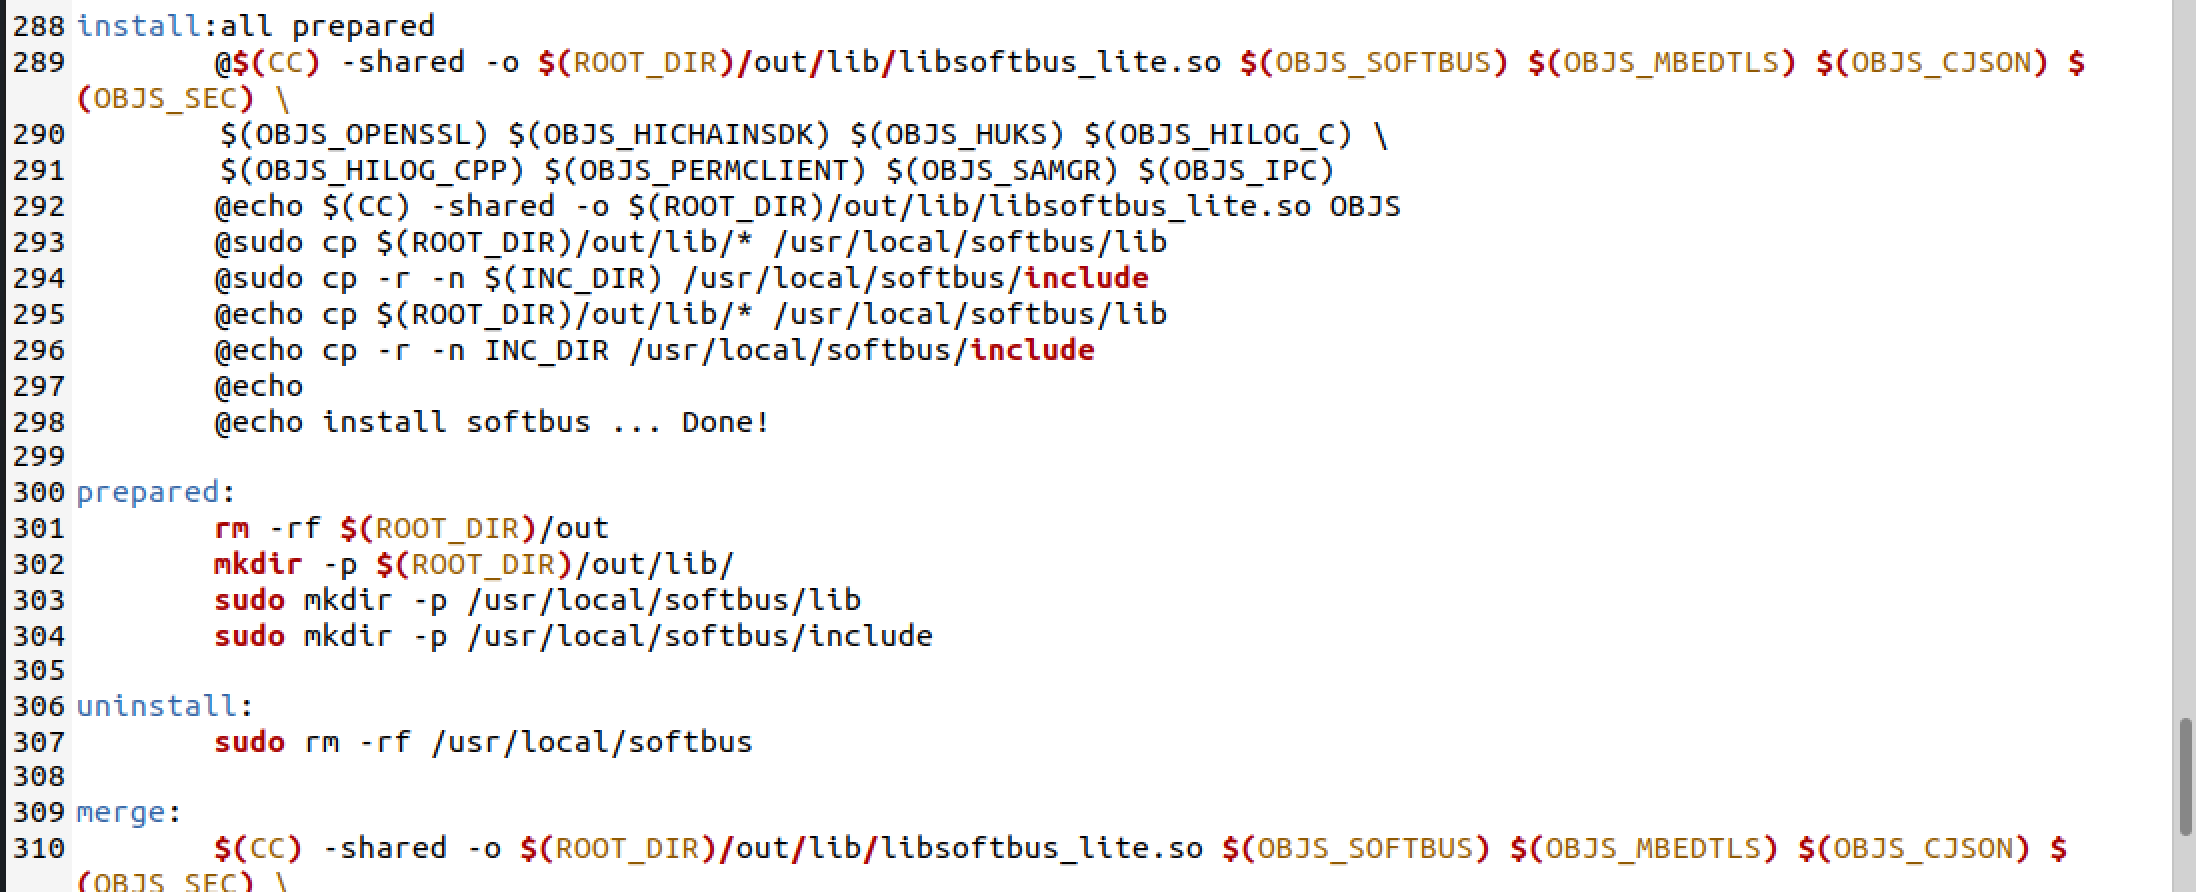 288 install:all prepared
289 @$(CC) -shared -o $(ROOT_DIR)/out/lib/libsoftbus_lite.so $(OBJS_SOFTBUS) $(OBJS_MBEDTLS) $(OBJS_CJSON) $
(OBJS_SEC) \
290 $(OBJS_OPENSSL) $(OBJS_HICHAINSDK) $(OBJS_HUKS) $(OBJS_HILOG_C) \
291 $(OBJS_HILOG_CPP) $(OBJS_PERMCLIENT) $(OBJS_SAMGR) $(OBJS_IPC)
292 @echo $(CC) -shared -o $(ROOT_DIR)/out/lib/libsoftbus_lite.so OBJS
293 @sudo cp $(ROOT_DIR)/out/lib/* /usr/local/softbus/lib
294 @sudo cp -r -n $(INC_DIR) /usr/local/softbus/include
295 @echo cp $(ROOT_DIR)/out/lib/* /usr/local/softbus/lib
296 @echo cp -r -n INC_DIR /usr/local/softbus/include
297 @echo
298 @echo install softbus ... Done!
299
300 prepared:
301 rm -rf $(ROOT_DIR)/out
302 mkdir -p $(ROOT_DIR)/out/lib/
303 sudo mkdir -p /usr/local/softbus/lib
304 sudo mkdir -p /usr/local/softbus/include
305
306 uninstall:
307 sudo rm -rf /usr/local/softbus
308
309 merge:
310 $(CC) -shared -o $(ROOT_DIR)/out/lib/libsoftbus_lite.so $(OBJS_SOFTBUS) $(OBJS_MBEDTLS) $(OBJS_CJSON) $
(OBJS_SEC) \